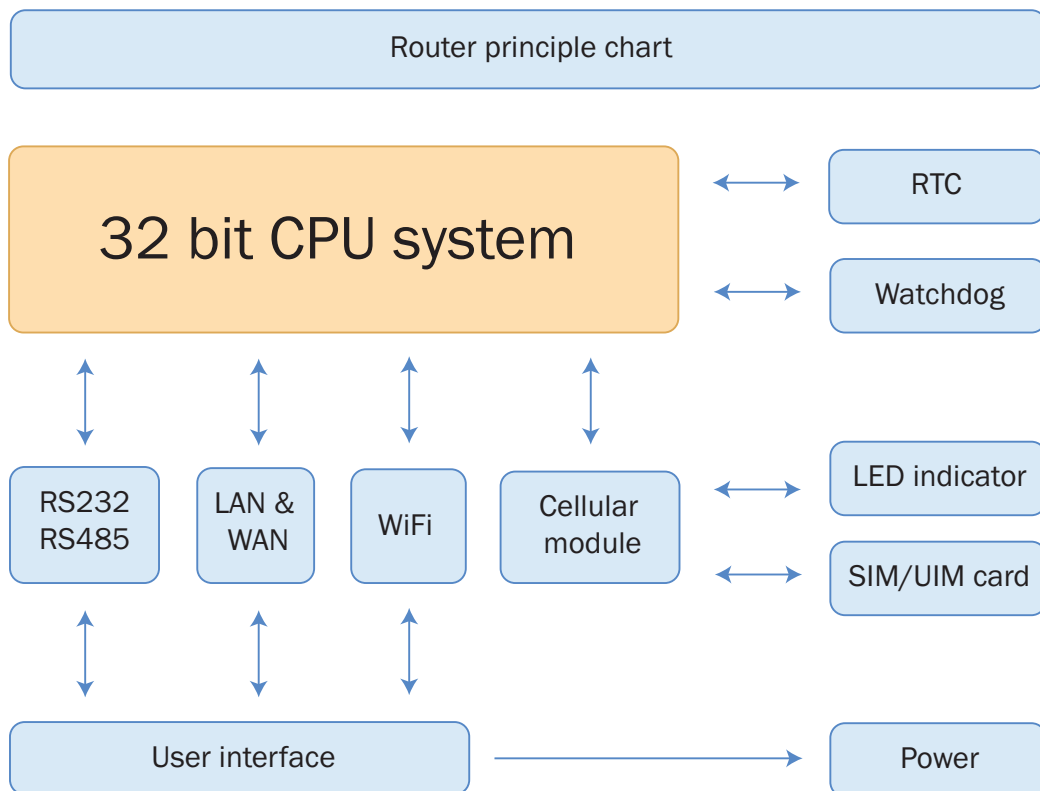 Router principle chart
32 bit CPU system
RTC
Watchdog
RS232
RS485
LAN &
WAN
WiFi
Cellular
module
LED indicator
SIM/UIM card
User interface
Power